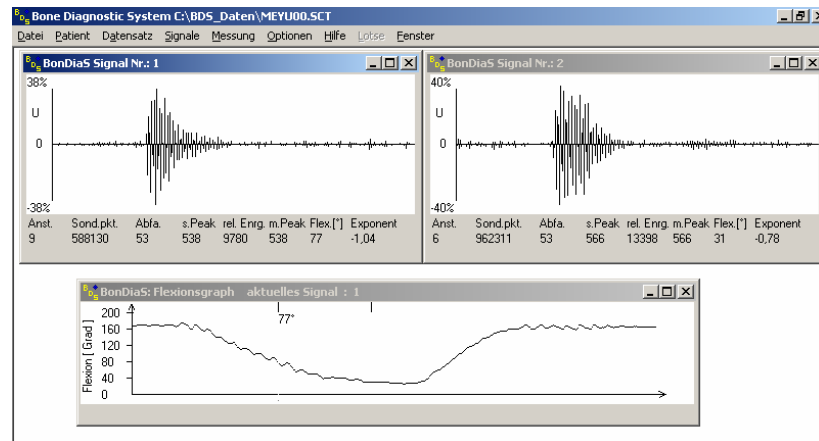 Bone Diagnostic System C:\BDS_Daten\MEYU00.SCT
Datei Patient Datensatz Signale Messung Optionen Hilfe Lotse Fenster
BonDiaS Signal Nr.: 1
38%
U
0
-38%
Anst. Sond.pkt. Abfa. s.Peak rel. Enrg. m.Peak Flex.[°] Exponent
9 588130 53 538 9780 538 77 -1,04
BonDiaS Signal Nr.: 2
40%
U
0
-40%
Anst. Sond.pkt. Abfa. s.Peak rel. Enrg. m.Peak Flex.[°] Exponent
6 962311 53 566 13398 566 31 -0,78
BonDiaS: Flexionsgraph aktuelles Signal : 1
Flexion [ Grad ]
200
160
120
80
40
0
77°